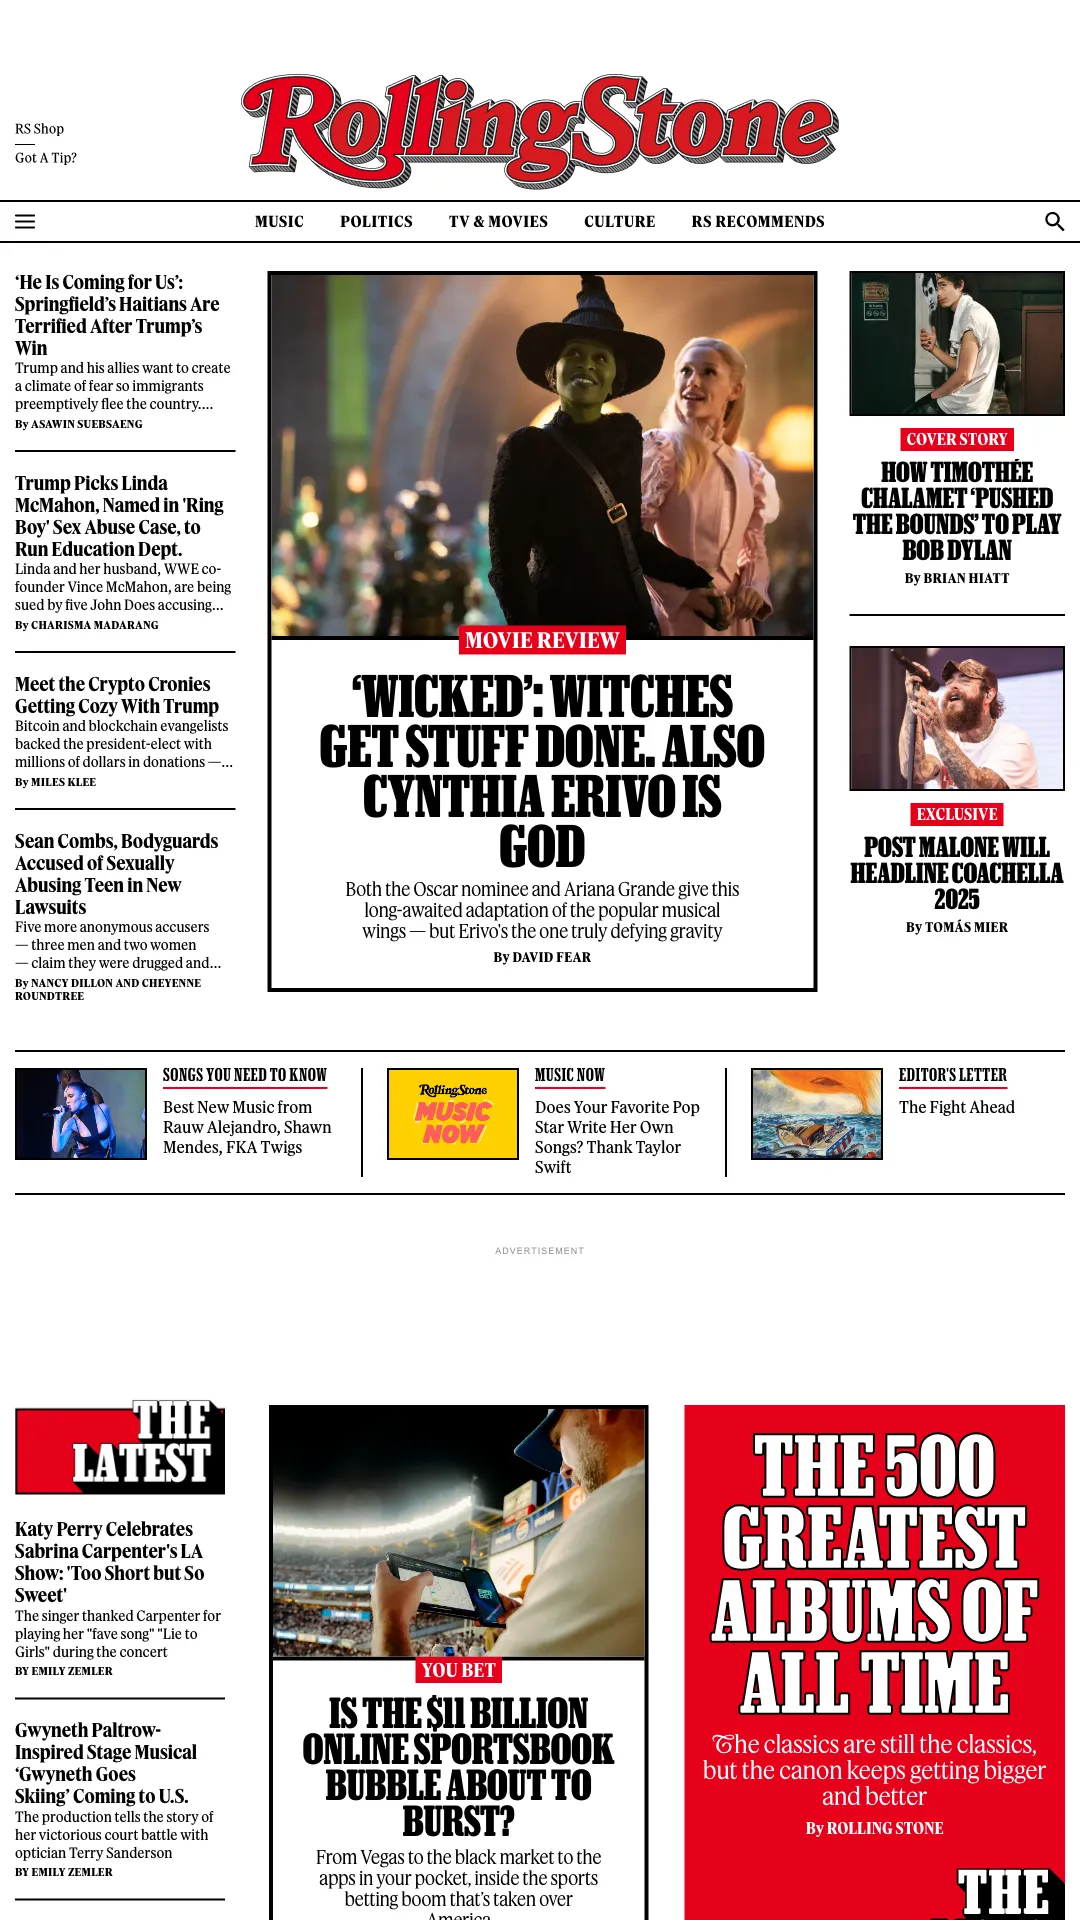 RollingStone
RS Shop
Got A Tip?
MUSIC
POLITICS
TV & MOVIES
CULTURE
RS RECOMMENDS
‘He Is Coming for Us’:
Springfield’s Haitians Are
Terrified After Trump’s
Win
Trump and his allies want to create
a climate of fear so immigrants
preemptively flee the country....
By ASAWIN SUEBSAENG
Trump Picks Linda
McMahon, Named in 'Ring
Boy' Sex Abuse Case, to
Run Education Dept.
Linda and her husband, WWE co-
founder Vince McMahon, are being
sued by five John Does accusing...
By CHARISMA MADARANG
Meet the Crypto Cronies
Getting Cozy With Trump
Bitcoin and blockchain evangelists
backed the president-elect with
millions of dollars in donations —...
By MILES KLEE
Sean Combs, Bodyguards
Accused of Sexually
Abusing Teen in New
Lawsuits
Five more anonymous accusers
— three men and two women
— claim they were drugged and...
By NANCY DILLON AND CHEYENNE
ROUNDTREE
MOVIE REVIEW
‘WICKED’: WITCHES
GET STUFF DONE. ALSO
CYNTHIA ERIVO IS
GOD
Both the Oscar nominee and Ariana Grande give this
long-awaited adaptation of the popular musical
wings — but Erivo's the one truly defying gravity
By DAVID FEAR
COVER STORY
HOW TIMOTHÉE
CHALAMET ‘PUSHED
THE BOUNDS’ TO PLAY
BOB DYLAN
By BRIAN HIATT
EXCLUSIVE
POST MALONE WILL
HEADLINE COACHELLA
2025
By TOMÁS MIER
SONGS YOU NEED TO KNOW
Best New Music from
Rauw Alejandro, Shawn
Mendes, FKA Twigs
RollingStone
MUSIC
NOW
MUSIC NOW
Does Your Favorite Pop
Star Write Her Own
Songs? Thank Taylor
Swift
EDITOR'S LETTER
The Fight Ahead
ADVERTISEMENT
THE
LATEST
Katy Perry Celebrates
Sabrina Carpenter's LA
Show: 'Too Short but So
Sweet'
The singer thanked Carpenter for
playing her "fave song" "Lie to
Girls" during the concert
BY EMILY ZEMLER
Gwyneth Paltrow-
Inspired Stage Musical
‘Gwyneth Goes
Skiing’ Coming to U.S.
The production tells the story of
her victorious court battle with
optician Terry Sanderson
BY EMILY ZEMLER
YOU BET
IS THE $11 BILLION
ONLINE SPORTSBOOK
BUBBLE ABOUT TO
BURST?
From Vegas to the black market to the
apps in your pocket, inside the sports
betting boom that’s taken over
America
THE 500
GREATEST
ALBUMS OF
ALL TIME
The classics are still the classics,
but the canon keeps getting bigger
and better
By ROLLING STONE
THE